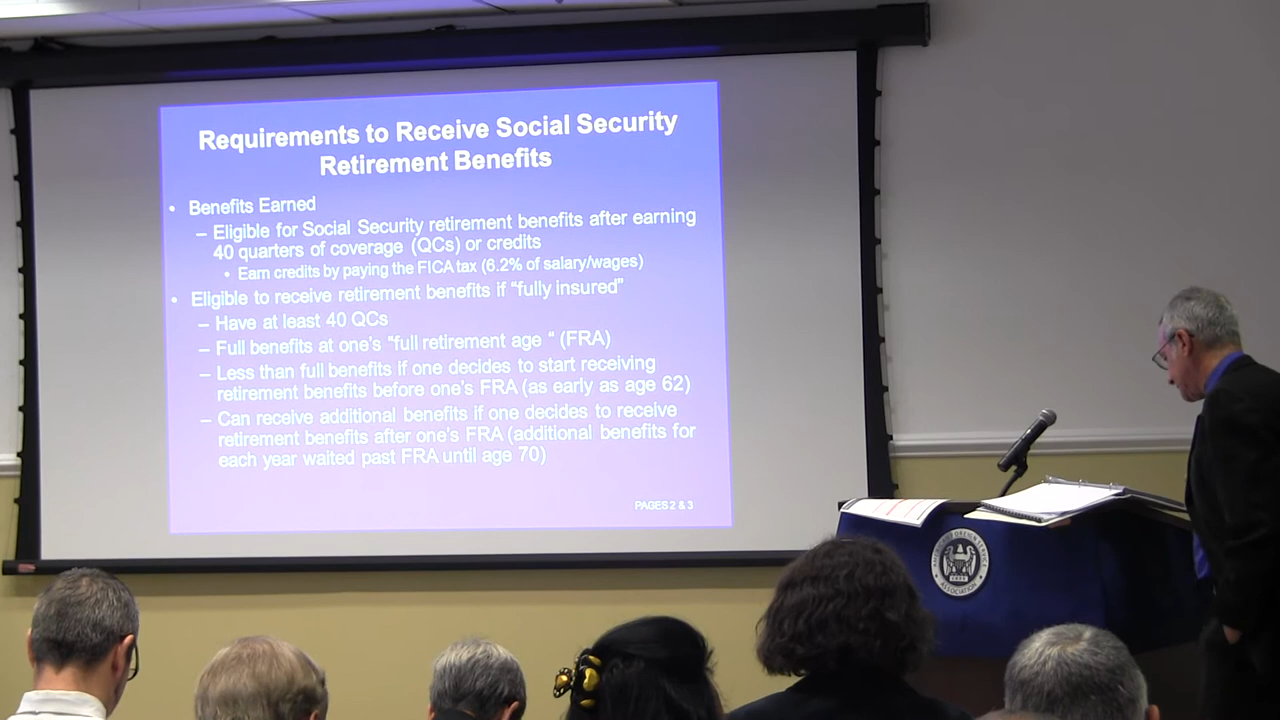 Requirements to Receive Social Security
Retirement Benefits
• Benefits Earned
– Eligible for Social Security retirement benefits after earning
40 quarters of coverage (QCs) or credits
• Earn credits by paying the FICA tax (6.2% of salary/wages)
• Eligible to receive retirement benefits if “fully insured”
– Have at least 40 QCs
– Full benefits at one’s “full retirement age “ (FRA)
– Less than full benefits if one decides to start receiving
retirement benefits before one’s FRA (as early as age 62)
– Can receive additional benefits if one decides to receive
retirement benefits after one’s FRA (additional benefits for
each year waited past FRA until age 70)
PAGES 2 & 3
AMERICAN FOREIGN SERVICE
ASSOCIATION